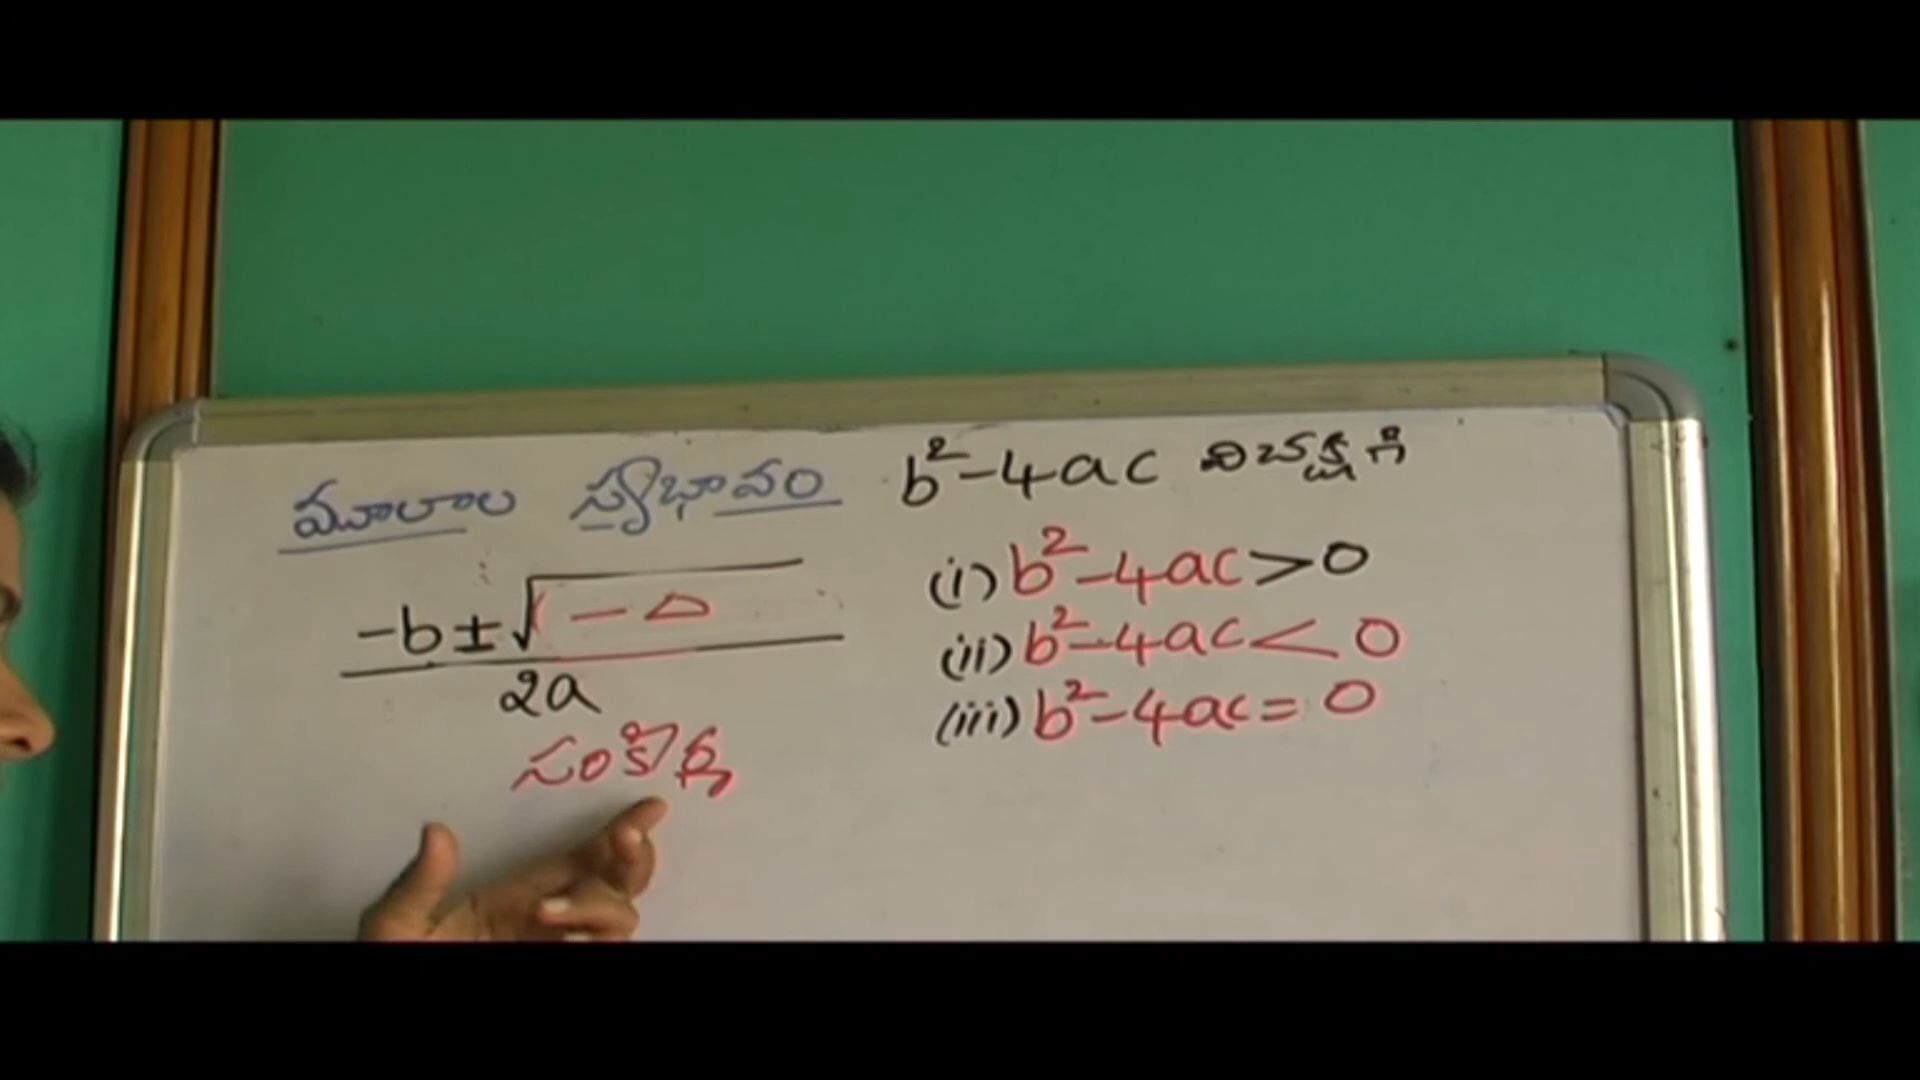 మూలాల స్వభావం
-b ± √ - △
2a
సంకీర్ణ
b²-4ac విచక్షణి
(i) b²-4ac > 0
(ii) b²-4ac < 0
(iii) b²-4ac = 0